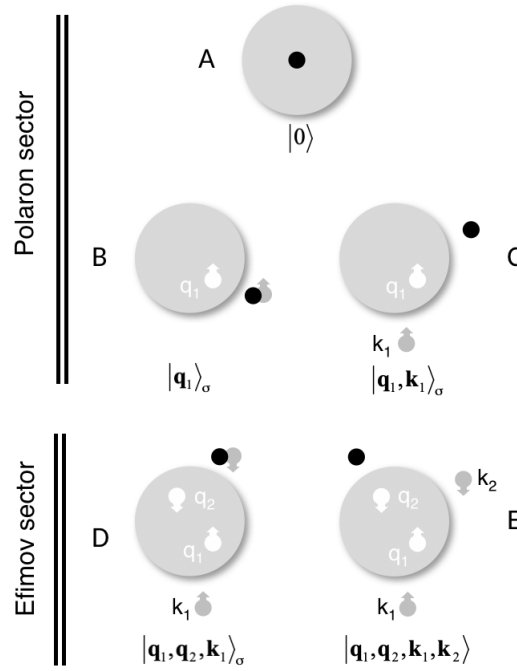 Polaron sector
A
|0⟩
B
q₁
C
q₁
k₁
|q₁⟩σ
|q₁, k₁⟩σ
Efimov sector
D
q₂
q₁
k₁
|q₁, q₂, k₁⟩σ
k₂
E
q₂
q₁
k₁
|q₁, q₂, k₁, k₂⟩